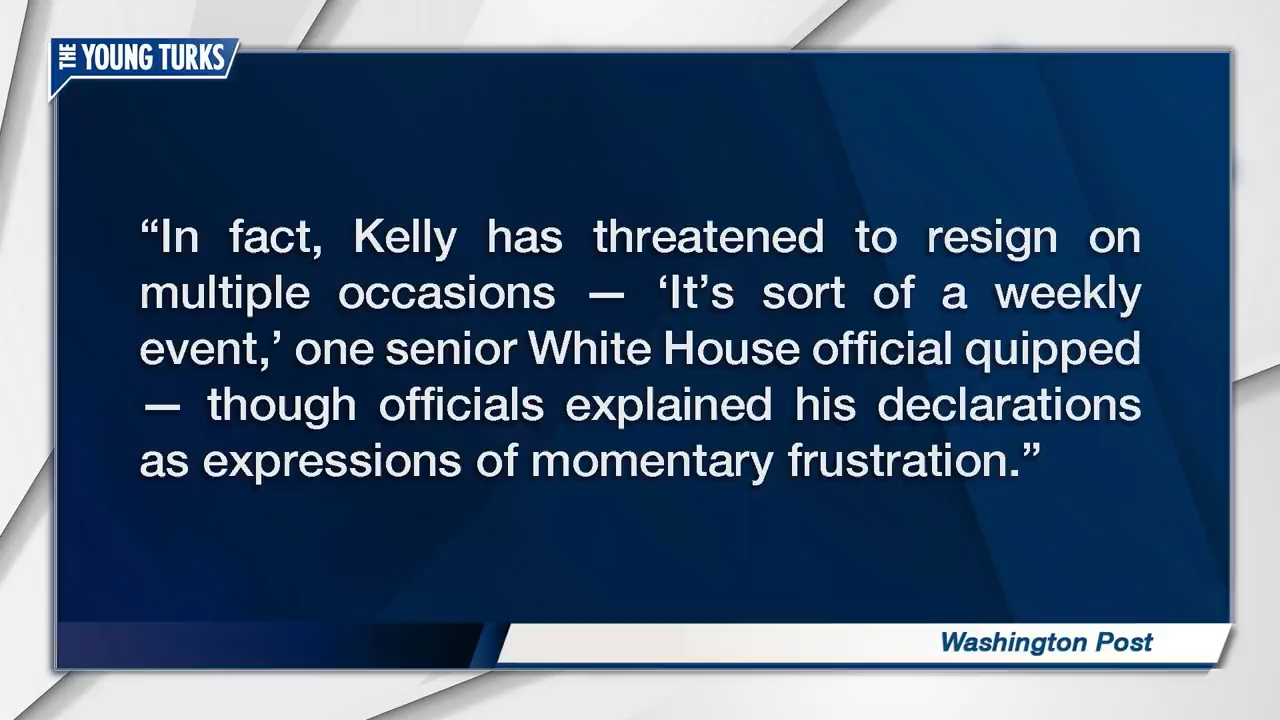 THE YOUNG TURKS
“In fact, Kelly has threatened to resign on
multiple occasions — ‘It’s sort of a weekly
event,’ one senior White House official quipped
— though officials explained his declarations
as expressions of momentary frustration.”
Washington Post